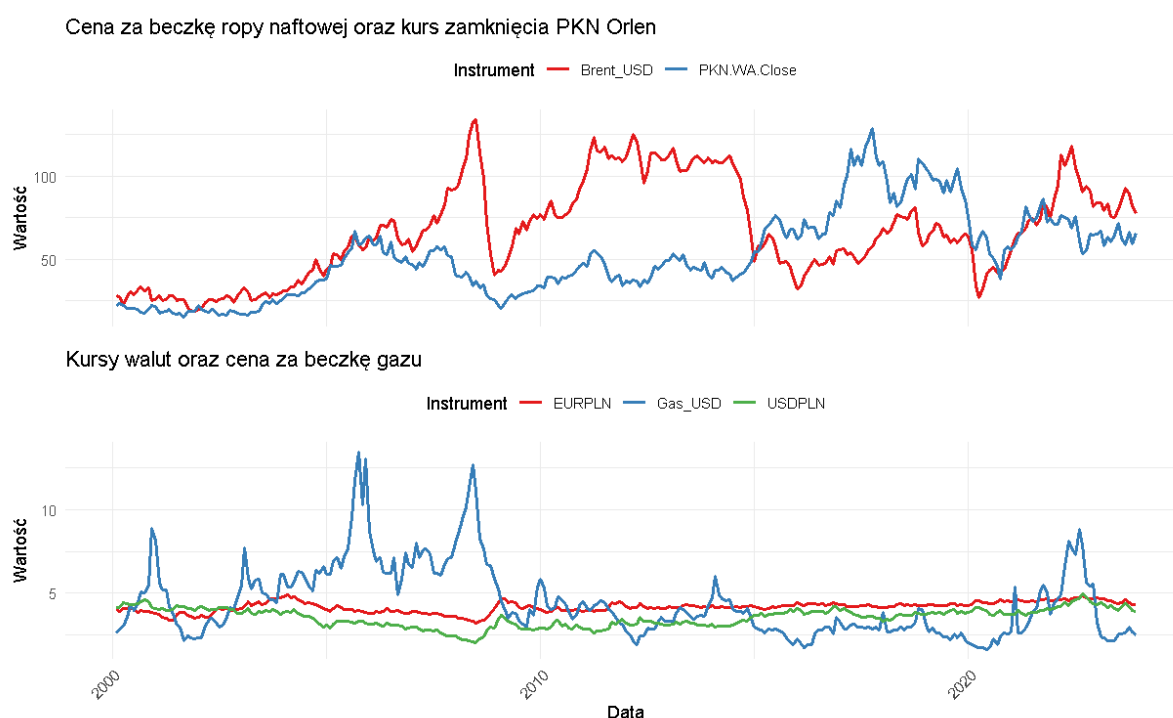 Cena za beczkę ropy naftowej oraz kurs zamknięcia PKN Orlen
Instrument Brent_USD PKN.WA.Close
Wartość
100
50
Kursy walut oraz cena za beczkę gazu
Instrument EURPLN Gas_USD USDPLN
Wartość
10
5
2000
2010
2020
Data